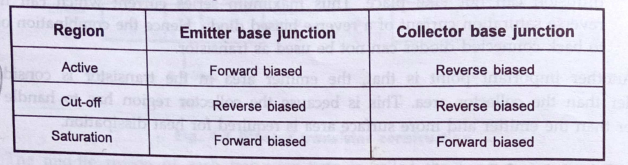 Region Emitter base junction Collector base junction
Active Forward biased Reverse biased
Cut-off Reverse biased Reverse biased
Saturation Forward biased Forward biased